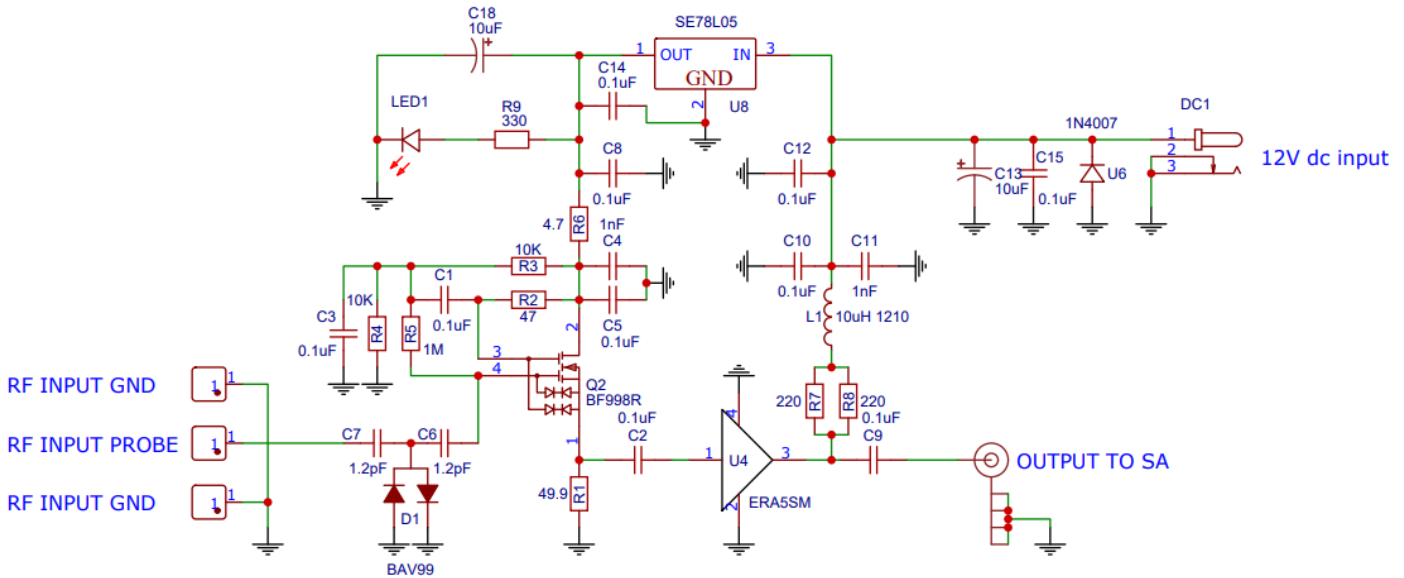 C18
10uF
SE78L05
1
OUT
IN
3
GND
2
U8
C14
0.1uF
LED1
R9
330
DC1
1N4007
1
2
3
12V dc input
C8
0.1uF
C12
0.1uF
C13
10uF
C15
0.1uF
U6
4.7
R6
1nF
C4
10K
R3
C10
0.1uF
C11
1nF
C1
0.1uF
R2
47
C5
0.1uF
10K
C3
0.1uF
R4
R5
1M
L1
10uH 1210
2
3
4
Q2
BF998R
1
RF INPUT GND
1
1
RF INPUT PROBE
1
1
RF INPUT GND
1
1
C7
1.2pF
C6
1.2pF
D1
BAV99
49.9
R1
0.1uF
C2
1
4
U4
3
2
ERA5SM
220
R7
R8
220
0.1uF
C9
OUTPUT TO SA